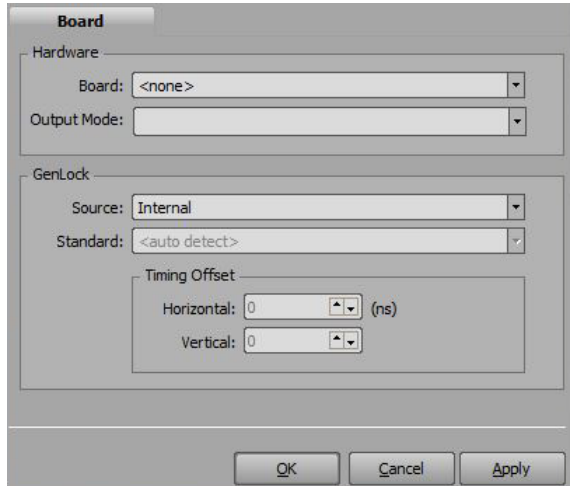 Board
Hardware
Board: <none>
Output Mode:
GenLock
Source: Internal
Standard: <auto detect>
Timing Offset
Horizontal: 0 (ns)
Vertical: 0
OK Cancel Apply